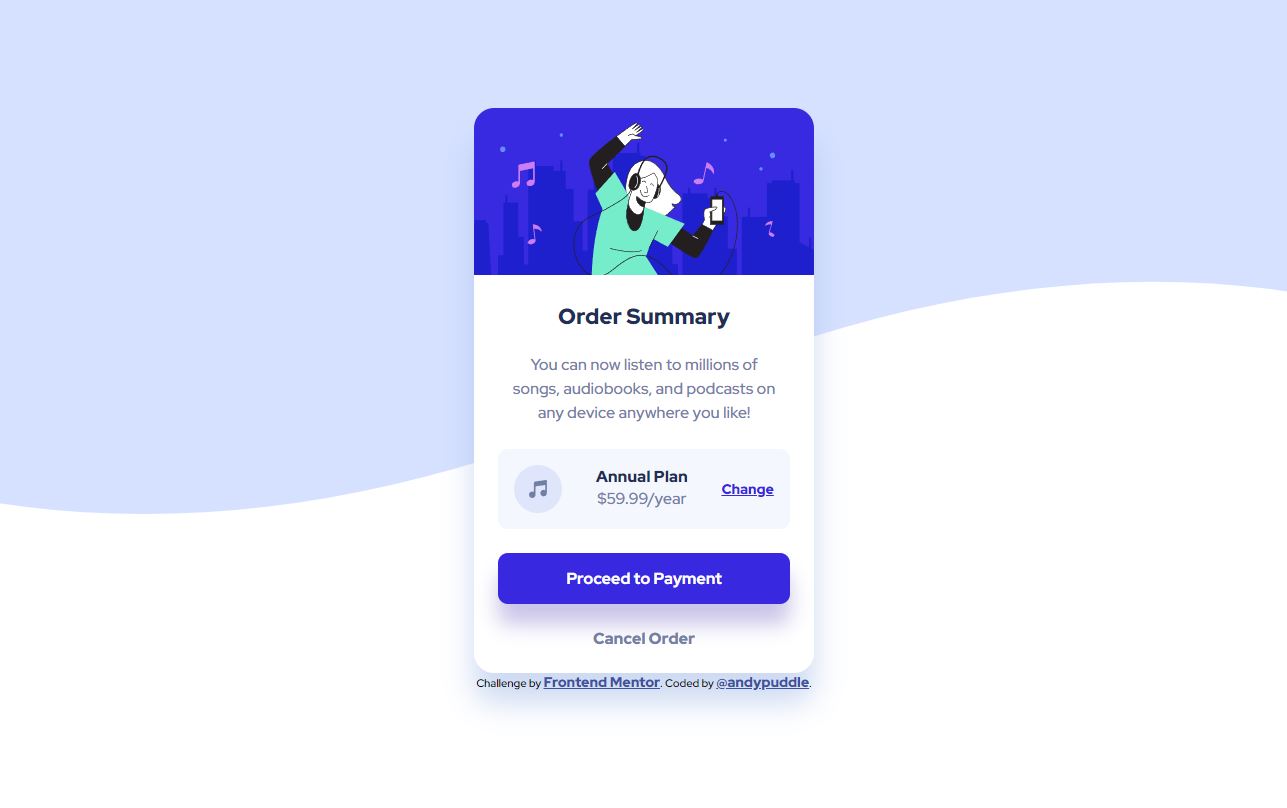 Order Summary
You can now listen to millions of
songs, audiobooks, and podcasts on
any device anywhere you like!
Annual Plan
$59.99/year
Change
Proceed to Payment
Cancel Order
Challenge by Frontend Mentor. Coded by @andypuddle.